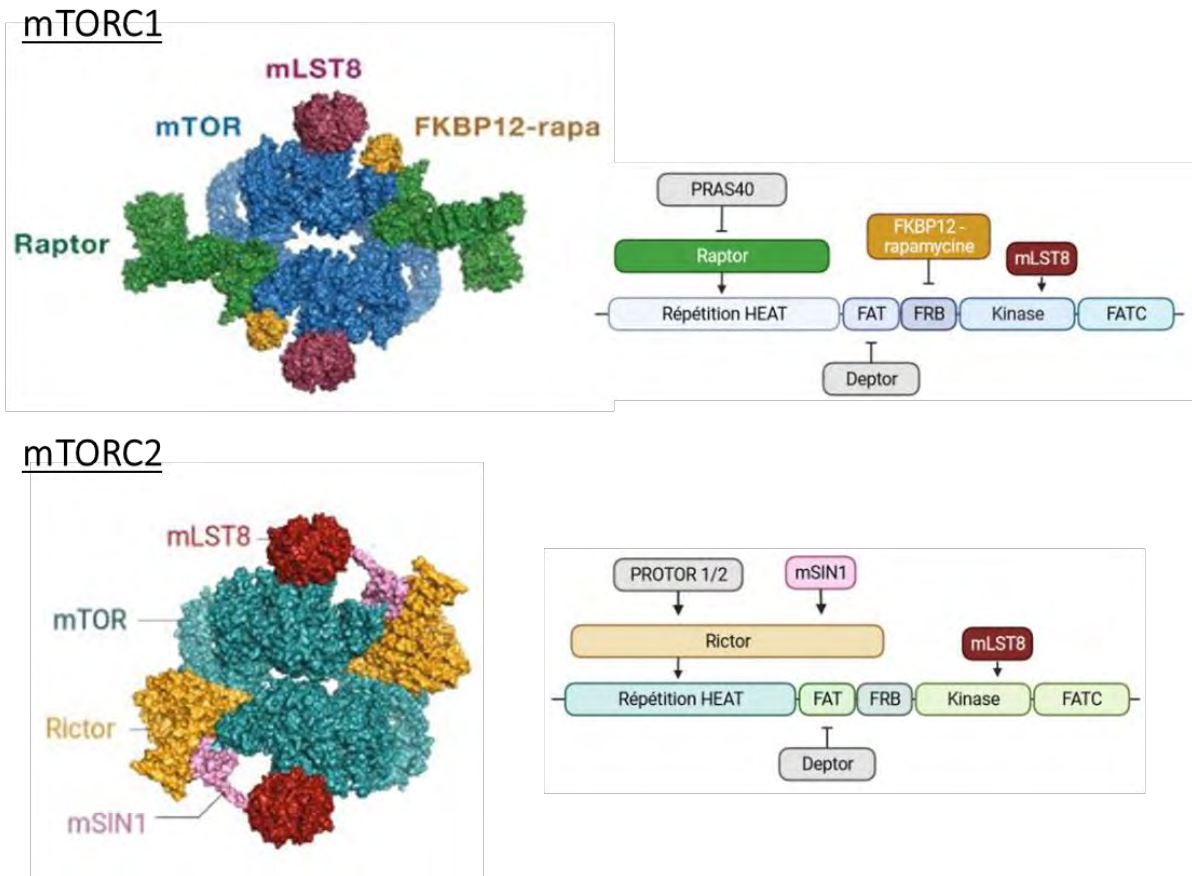 mTORC1
mLST8
mTOR
FKBP12-rapa
Raptor
PRAS40
FKBP12 -
rapamycine
Raptor
mLST8
Répétition HEAT
FAT
FRB
Kinase
FATC
Deptor
mTORC2
mLST8
mTOR
Rictor
mSIN1
PROTOR 1/2
mSIN1
Rictor
mLST8
Répétition HEAT
FAT
FRB
Kinase
FATC
Deptor